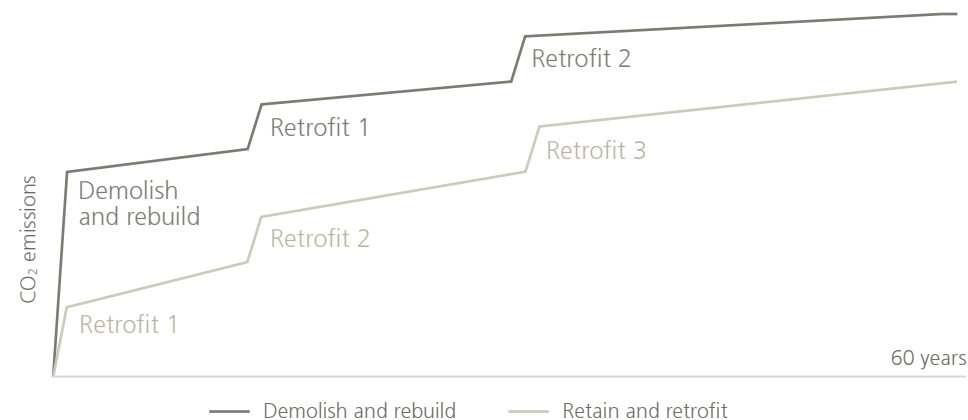 Retrofit 2
Retrofit 1
Retrofit 3
Demolish
and rebuild
Retrofit 2
Retrofit 1
CO₂ emissions
60 years
Demolish and rebuild
Retain and retrofit